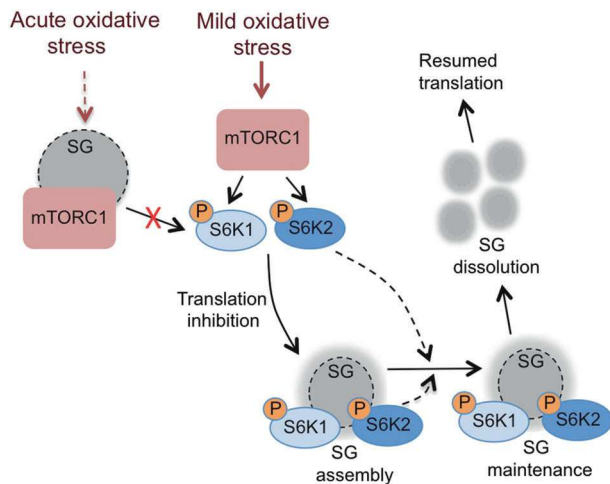 Acute oxidative
stress
Mild oxidative
stress
Resumed
translation
SG
mTORC1
mTORC1
X
P
S6K1
P
S6K2
SG
dissolution
Translation
inhibition
SG
P
S6K1
P
S6K2
SG
assembly
SG
P
S6K1
P
S6K2
SG
maintenance